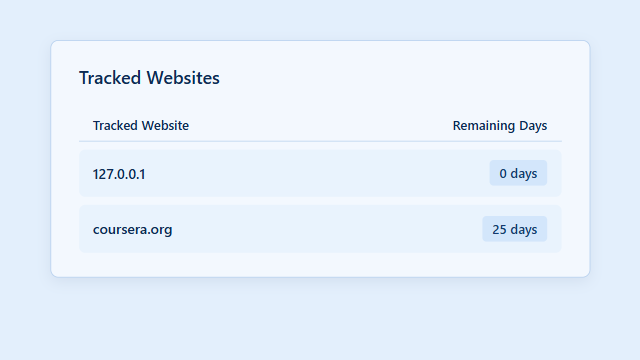 Tracked Websites
Tracked Website Remaining Days
127.0.0.1 0 days
coursera.org 25 days